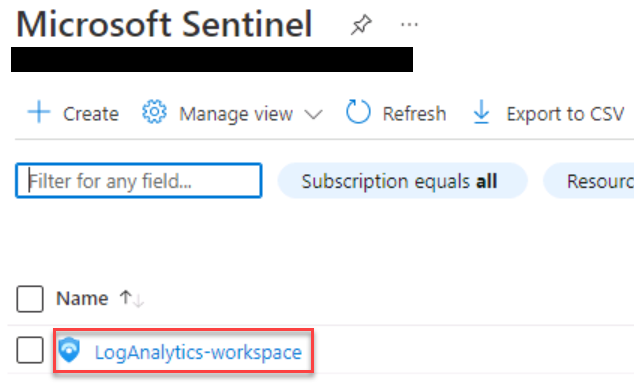 Microsoft Sentinel
Create Manage view Refresh Export to CSV
Filter for any field... Subscription equals all Resourc
Name
LogAnalytics-workspace